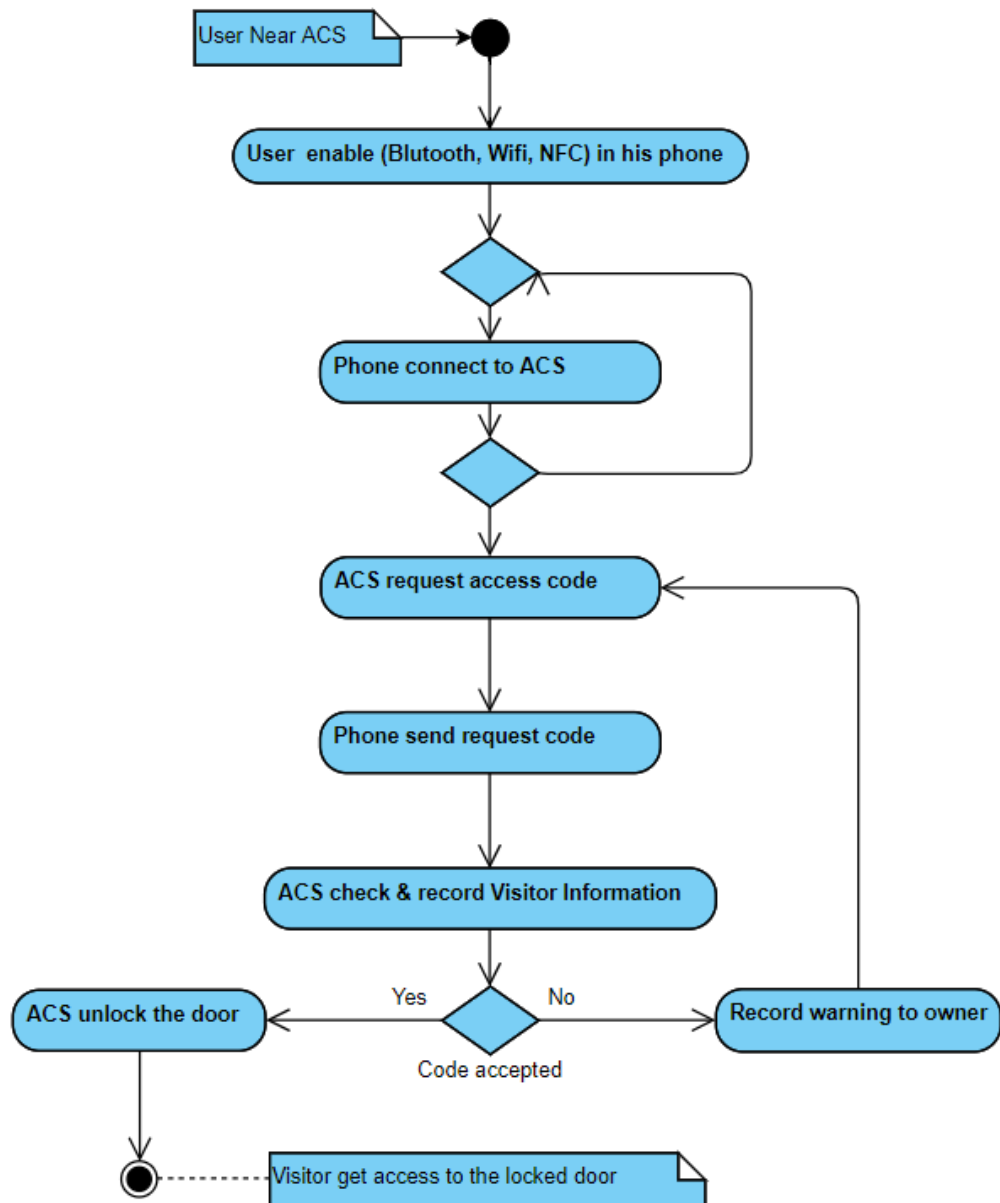 User Near ACS
User enable (Blutooth, Wifi, NFC) in his phone
Phone connect to ACS
ACS request access code
Phone send request code
ACS check & record Visitor Information
Yes
No
ACS unlock the door
Record warning to owner
Code accepted
Visitor get access to the locked door